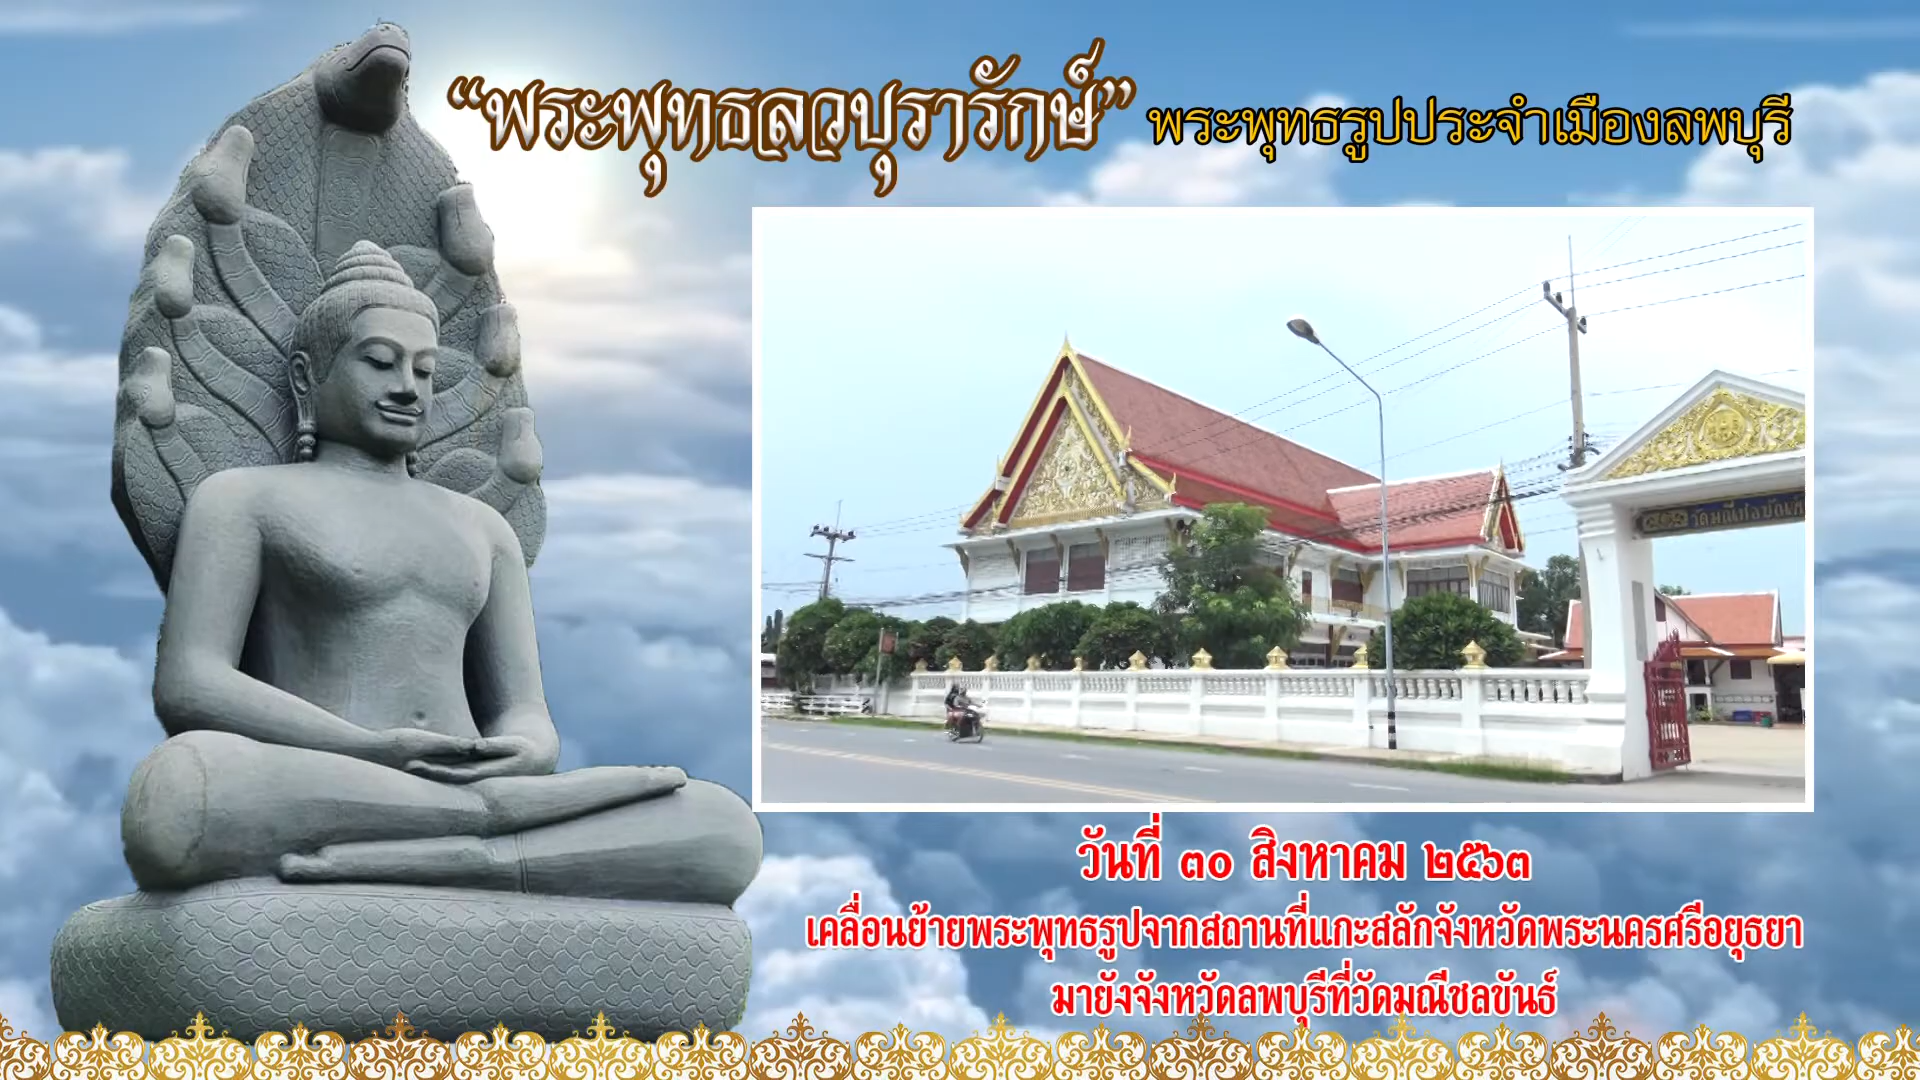 “พระพุทธลวปุรารักษ์” พระพุทธรูปประจำเมืองลพบุรี
วันที่ ๓๐ สิงหาคม ๒๕๖๓
เคลื่อนย้ายพระพุทธรูปจากสถานที่แกะสลักจังหวัดพระนครศรีอยุธยา
มายังจังหวัดลพบุรีที่วัดมณีชลขันธ์